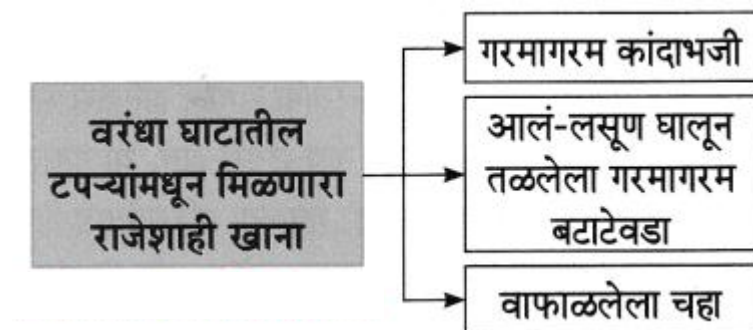 वरंधा घाटातील
टपऱ्यांमधून मिळणारा
राजेशाही खाना
गरमागरम कांदाभजी
आलं-लसूण घालून
तळलेला गरमागरम
बटाटेवडा
वाफाळलेला चहा